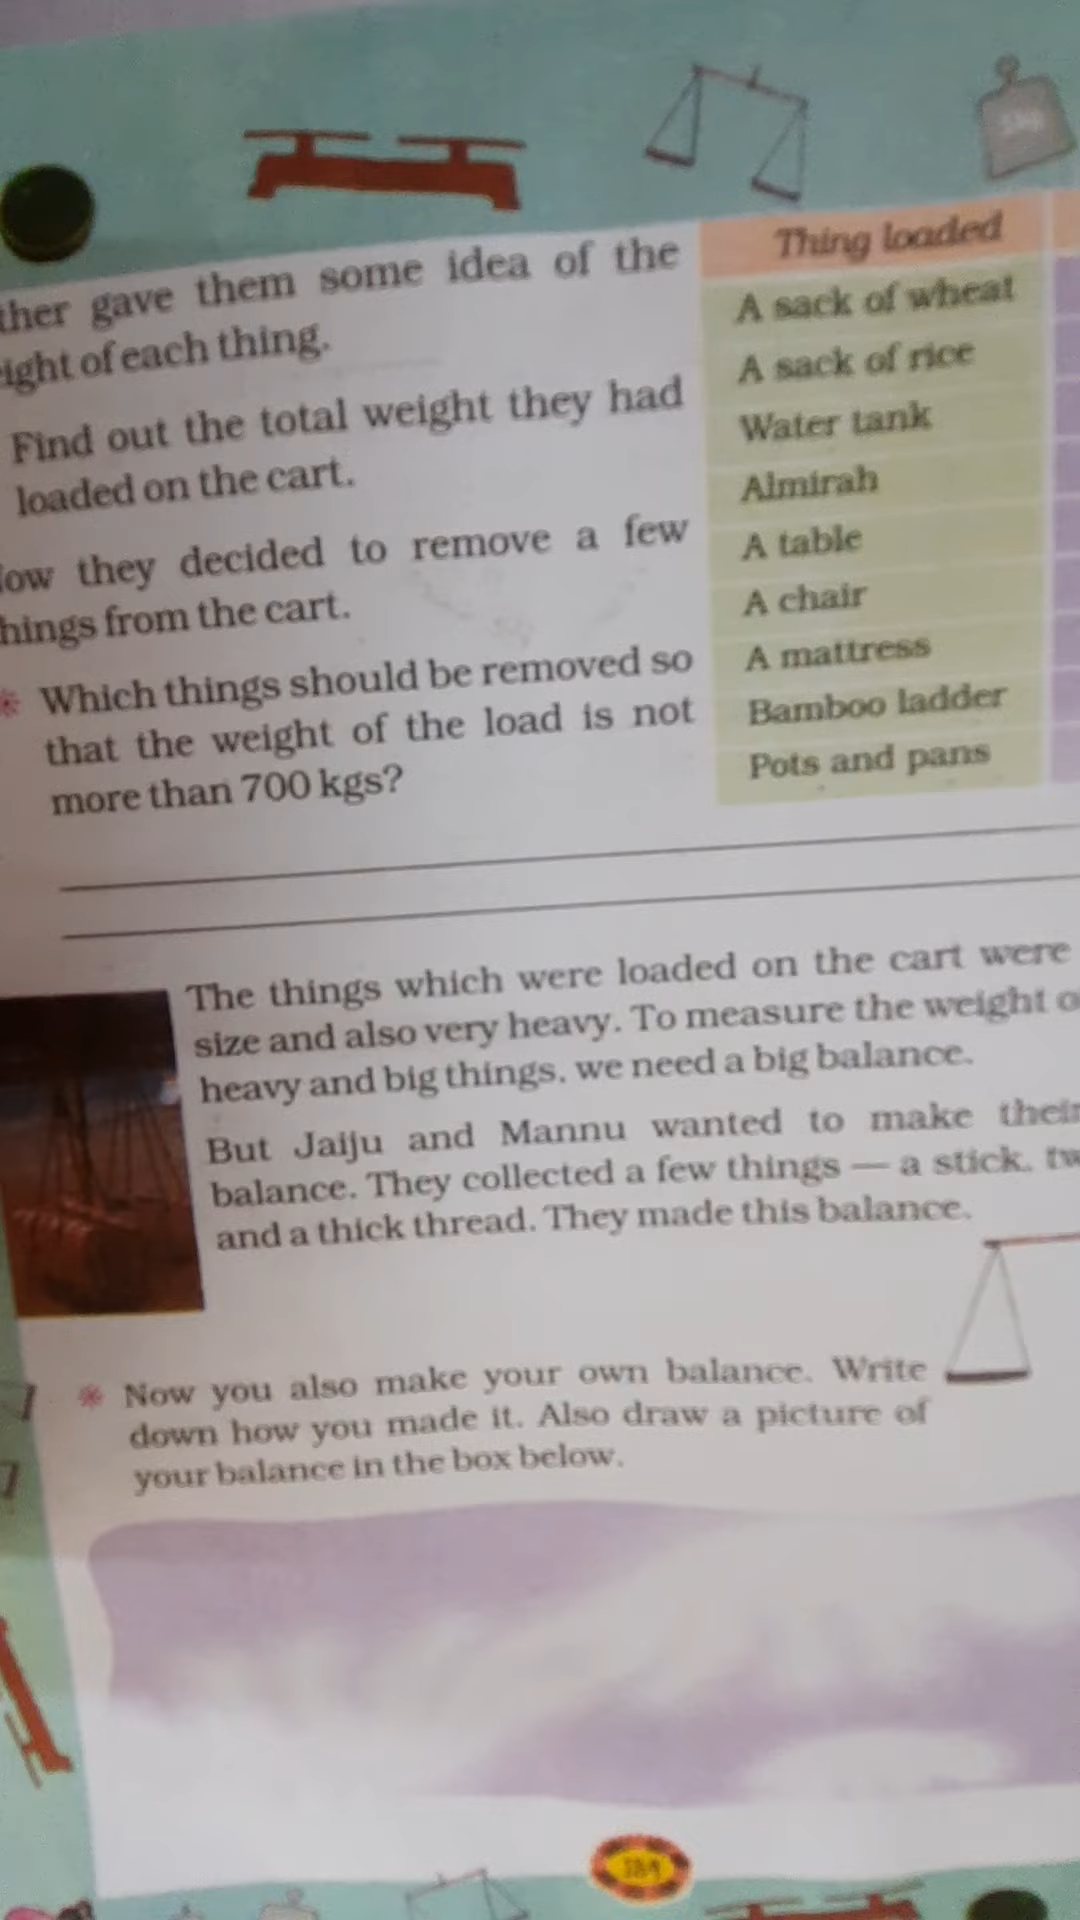 ther gave them some idea of the
ight of each thing.
Find out the total weight they had
loaded on the cart.
ow they decided to remove a few
hings from the cart.
Which things should be removed so
that the weight of the load is not
more than 700 kgs?
Thing loaded
A sack of wheat
A sack of rice
Water tank
Almirah
A table
A chair
A mattress
Bamboo ladder
Pots and pans
The things which were loaded on the cart were
size and also very heavy. To measure the weight o
heavy and big things, we need a big balance.
But Jaiju and Mannu wanted to make their
balance. They collected a few things — a stick, tw
and a thick thread. They made this balance.
Now you also make your own balance. Write
down how you made it. Also draw a picture of
your balance in the box below.